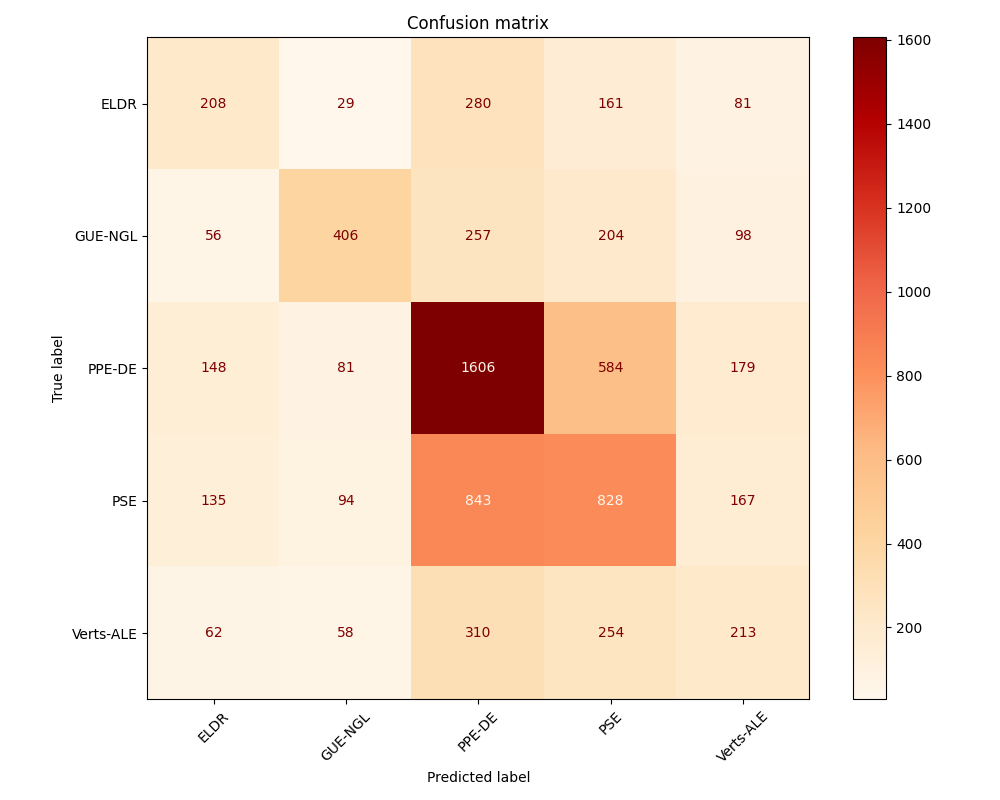 Confusion matrix
True label
ELDR 208 29 280 161 81
GUE-NGL 56 406 257 204 98
PPE-DE 148 81 1606 584 179
PSE 135 94 843 828 167
Verts-ALE 62 58 310 254 213
ELDR GUE-NGL PPE-DE PSE Verts-ALE
Predicted label
1600
1400
1200
1000
800
600
400
200